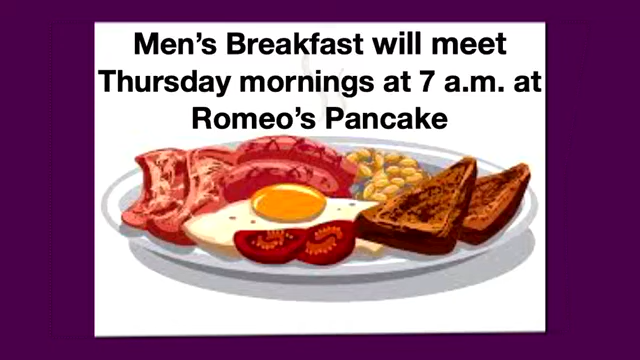 Men’s Breakfast will meet
Thursday mornings at 7 a.m. at
Romeo’s Pancake